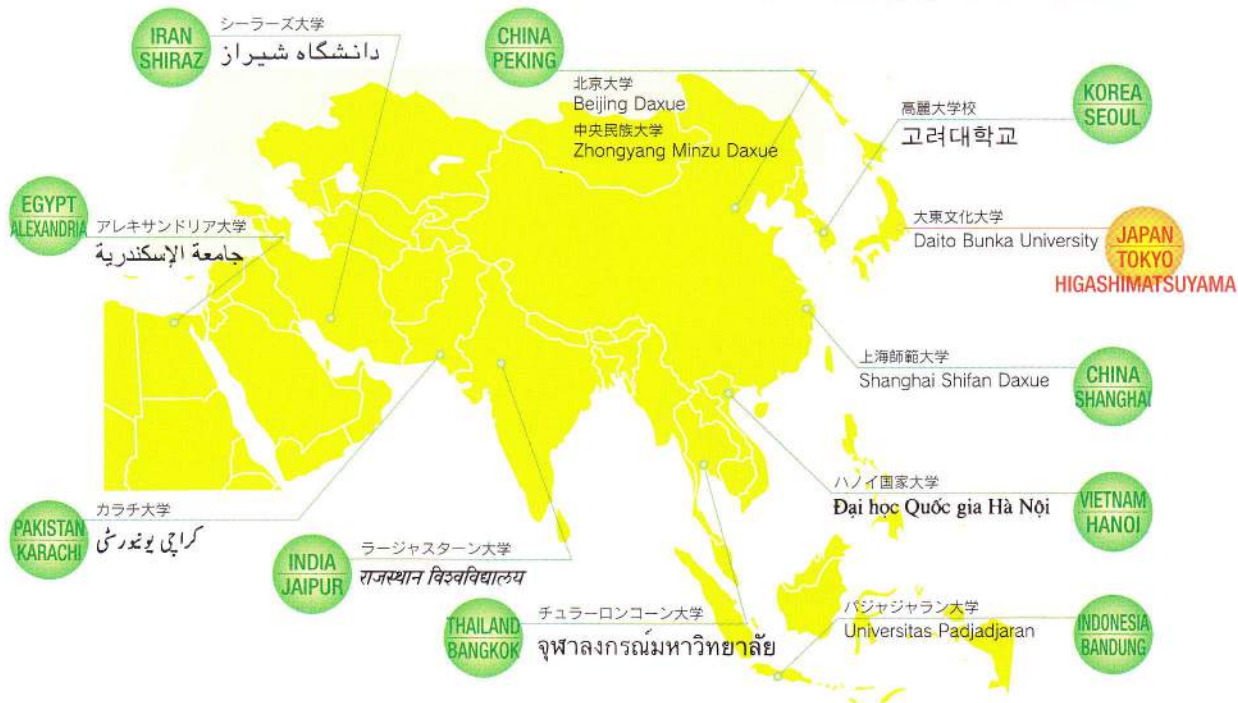 IRAN
SHIRAZ
シーラーズ大学
دانشگاه شیراز
CHINA
PEKING
北京大学
Beijing Daxue
中央民族大学
Zhongyang Minzu Daxue
KOREA
SEOUL
高麗大学校
고려대학교
EGYPT
ALEXANDRIA
アレキサンドリア大学
جامعة الإسكندرية
大東文化大学
Daito Bunka University
JAPAN
TOKYO
HIGASHIMATSUYAMA
上海師範大学
Shanghai Shifan Daxue
CHINA
SHANGHAI
ハノイ国家大学
Đại học Quốc gia Hà Nội
VIETNAM
HANOI
PAKISTAN
KARACHI
カラチ大学
کراچی یونیورسٹی
INDIA
JAIPUR
ラージャスターン大学
राजस्थान विश्वविद्यालय
THAILAND
BANGKOK
チュラーロンコーン大学
จุฬาลงกรณ์มหาวิทยาลัย
パジャジャラン大学
Universitas Padjadjaran
INDONESIA
BANDUNG